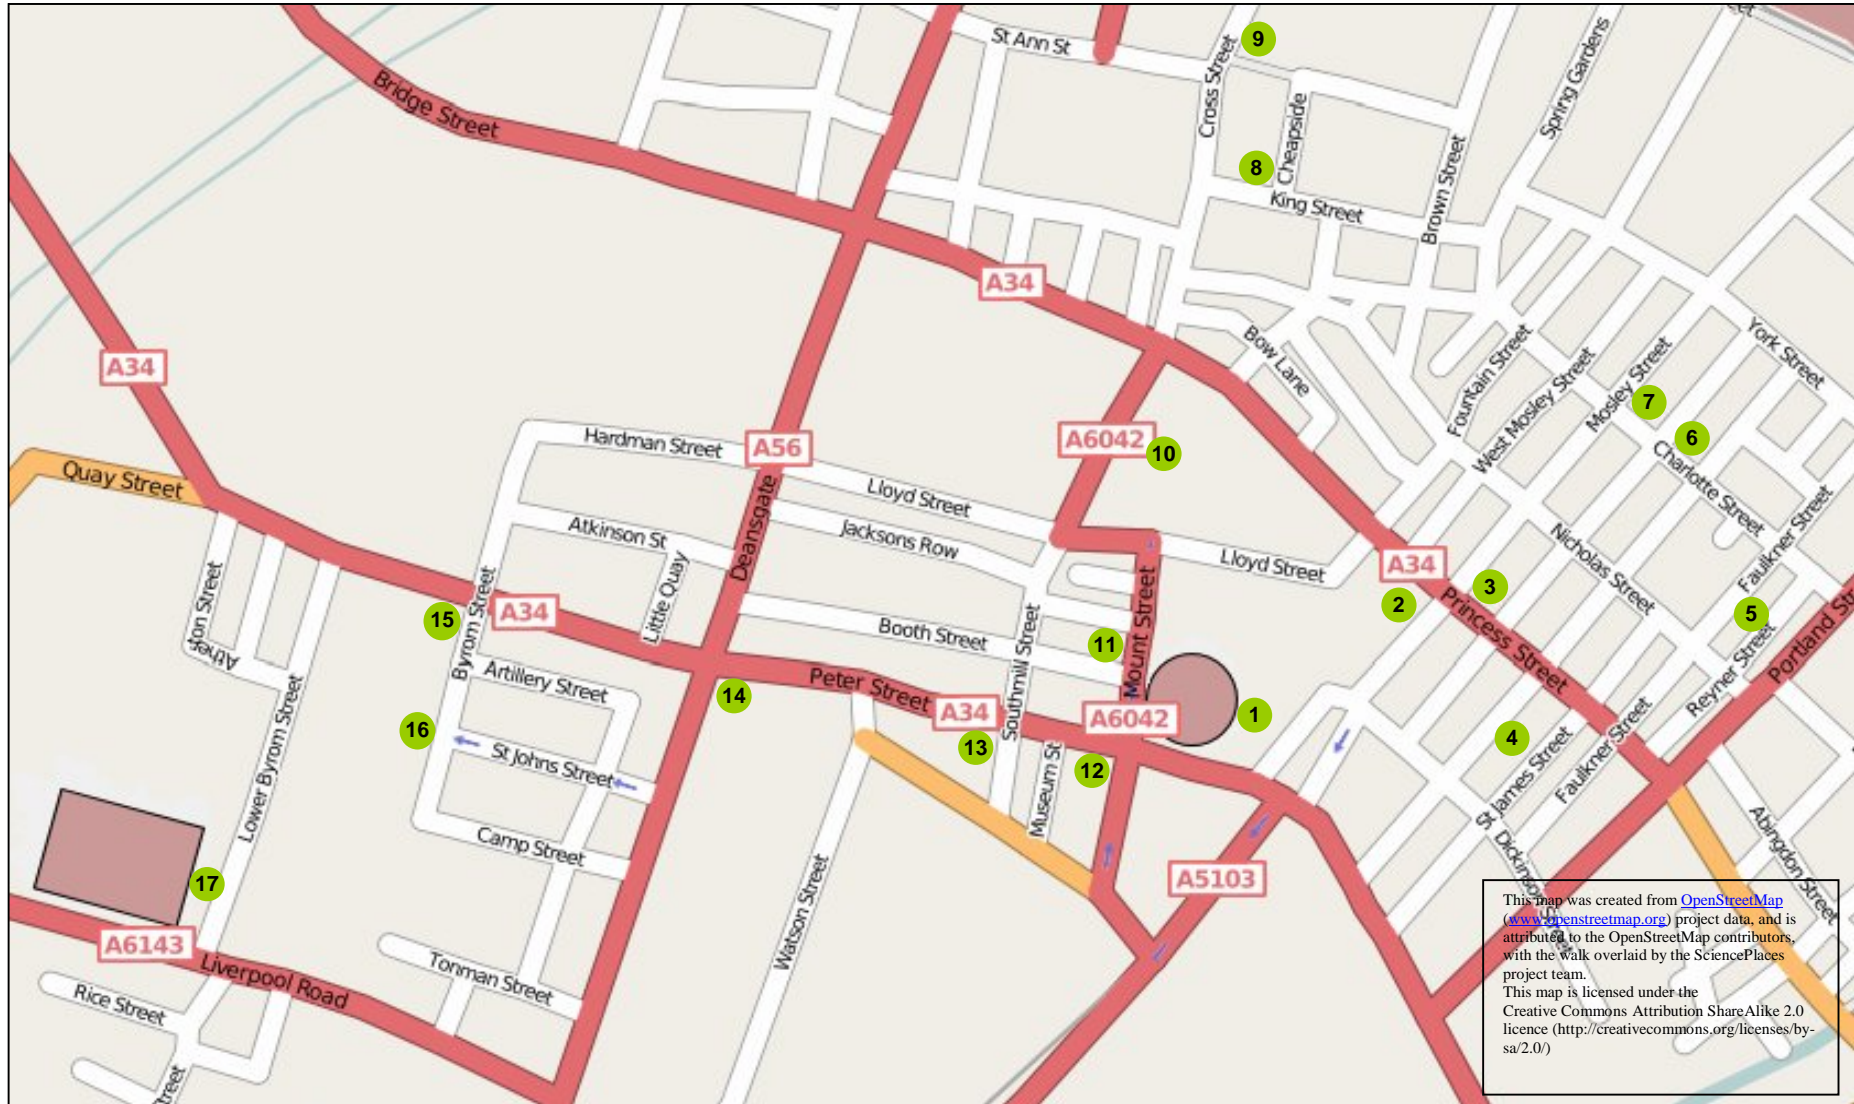 St Ann St
9
Cross Street
Spring Gardens
Bridge Street
Cheapside
8
King Street
Brown Street
A34
A34
Bow Lane
Fountain Street
West Mosley Street
Mosley Street
York Street
7
6
Charlotte Street
Hardman Street
A56
A6042
10
Quay Street
Lloyd Street
Jacksons Row
Atkinson St
Little Quay
Deansgate
Lloyd Street
Nicholas Street
Faulkner Street
A34
3
2
Princess Street
5
Reyner Street
Portland Str
Atherton Street
15
Byrom Street
A34
Booth Street
Southmill Street
11
Mount Street
Artillery Street
14
Peter Street
A34
A6042
1
13
12
Museum St
4
St James Street
Faulkner Street
16
St Johns Street
Lower Byrom Street
Camp Street
Watson Street
A5103
Dickinson Street
Abingdon Street
17
A6143
Liverpool Road
Tonman Street
Rice Street
Street
This map was created from OpenStreetMap
(www.openstreetmap.org) project data, and is
attributed to the OpenStreetMap contributors,
with the walk overlaid by the SciencePlaces
project team.
This map is licensed under the
Creative Commons Attribution ShareAlike 2.0
licence (http://creativecommons.org/licenses/by-
sa/2.0/)